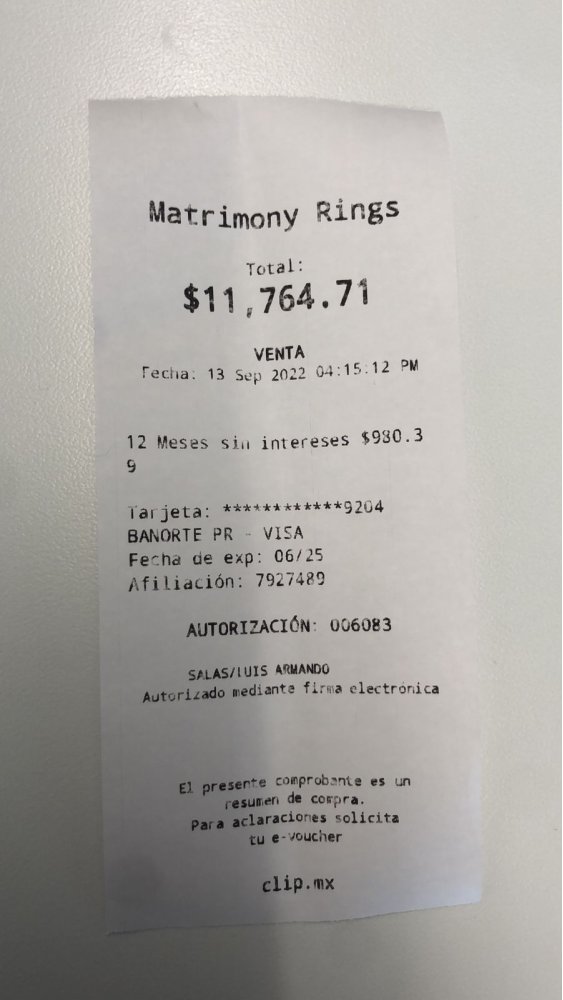 Matrimony Rings
Total:
$11,764.71
VENTA
Fecha: 13 Sep 2022 04:15:12 PM
12 Meses sin intereses $980.3
9
Tarjeta: ************9204
BANORTE PR - VISA
Fecha de exp: 06/25
Afiliación: 7927489
AUTORIZACIÓN: 006083
SALAS/LUIS ARMANDO
Autorizado mediante firma electrónica
El presente comprobante es un
resumen de compra.
Para aclaraciones solicita
tu e-voucher
clip.mx